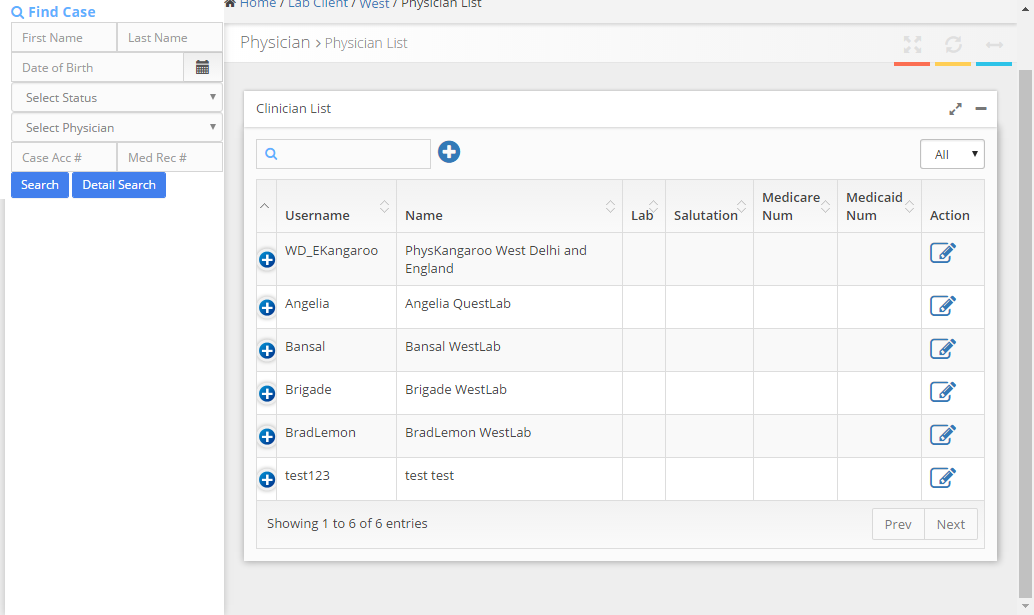 Find Case
First Name Last Name
Date of Birth
Select Status
Select Physician
Case Acc # Med Rec #
Search Detail Search
Home / Lab Client / West / Physician List
Physician > Physician List
Clinician List
All
Username Name Lab Salutation Medicare Num Medicaid Num Action
WD_EKangaroo PhysKangaroo West Delhi and
England
Angelia Angelia QuestLab
Bansal Bansal WestLab
Brigade Brigade WestLab
BradLemon BradLemon WestLab
test123 test test
Showing 1 to 6 of 6 entries
Prev Next